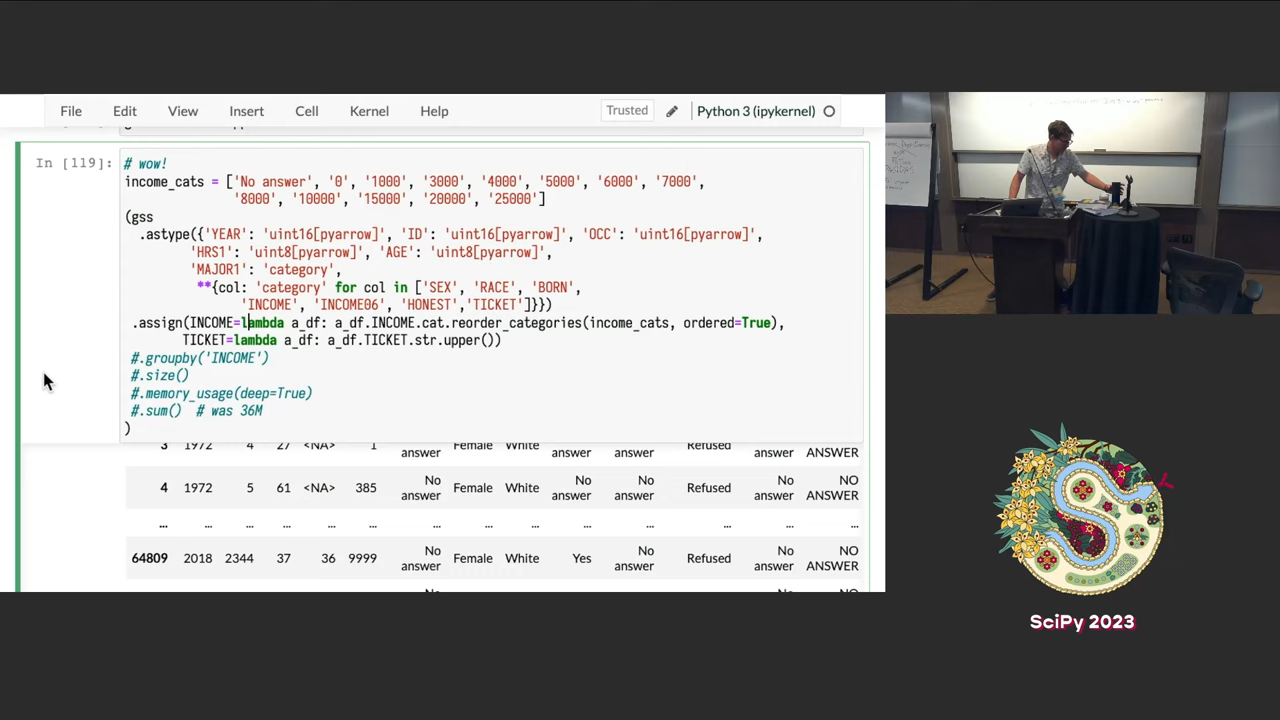 File Edit View Insert Cell Kernel Help Trusted Python 3 (ipykernel)
In [119]:
# wow!
income_cats = ['No answer', '0', '1000', '3000', '4000', '5000', '6000', '7000',
'8000', '10000', '15000', '20000', '25000']
(gss
.astype({'YEAR': 'uint16[pyarrow]', 'ID': 'uint16[pyarrow]', 'OCC': 'uint16[pyarrow]',
'HRS1': 'uint8[pyarrow]', 'AGE': 'uint8[pyarrow]',
'MAJOR1': 'category',
**{col: 'category' for col in ['SEX', 'RACE', 'BORN',
'INCOME', 'INCOME06', 'HONEST','TICKET']}})
.assign(INCOME=lambda a_df: a_df.INCOME.cat.reorder_categories(income_cats, ordered=True),
TICKET=lambda a_df: a_df.TICKET.str.upper())
#.groupby('INCOME')
#.size()
#.memory_usage(deep=True)
#.sum() # was 36M
)
3 1972 4 27 <NA> 1 answer Female White answer answer Refused answer ANSWER
4 1972 5 61 <NA> 385 No answer Female White No answer No answer Refused No answer NO ANSWER
... ... ... ... ... ... ... ... ... ... ... ... ... ...
64809 2018 2344 37 36 9999 No answer Female White Yes No answer Refused No answer NO ANSWER
SciPy 2023